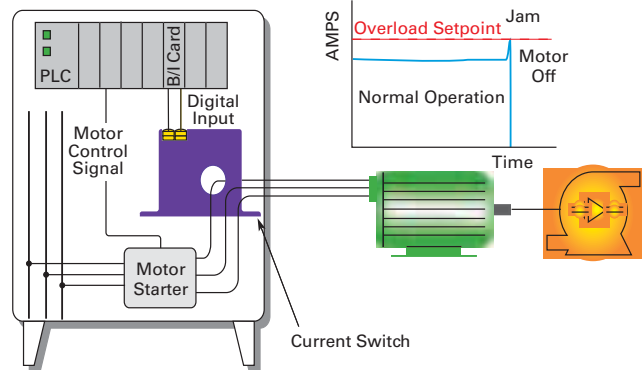 PLC
B/I Card
Digital
Input
Motor
Control
Signal
Motor
Starter
Current Switch
AMPS
Overload Setpoint
Jam
Motor
Off
Normal Operation
Time